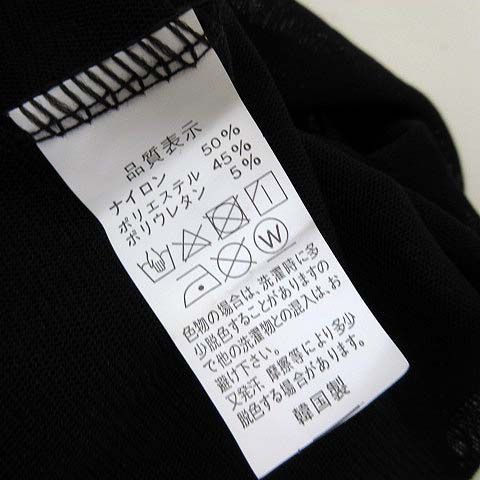 品質表示
ナイロン 50%
ポリエステル 45%
ポリウレタン 5%
W
色物の場合は、洗濯時に多
少脱色することがありますの
で他の洗濯物との混入は、お
避け下さい。
又発汗、摩擦等により多少
脱色する場合があります。
韓国製